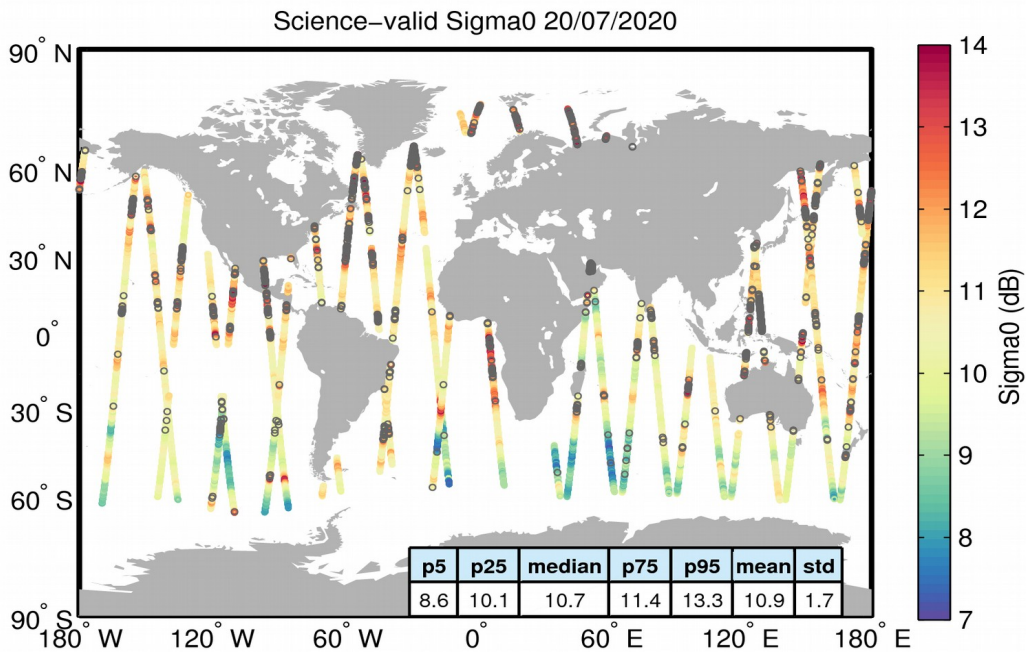 Science−valid Sigma0 20/07/2020
90° N
60° N
30° N
0°
30° S
60° S
90° S
180° W
120° W
60° W
0°
60° E
120° E
180° E
p5 p25 median p75 p95 mean std
8.6 10.1 10.7 11.4 13.3 10.9 1.7
14
13
12
11
10
9
8
7
Sigma0 (dB)